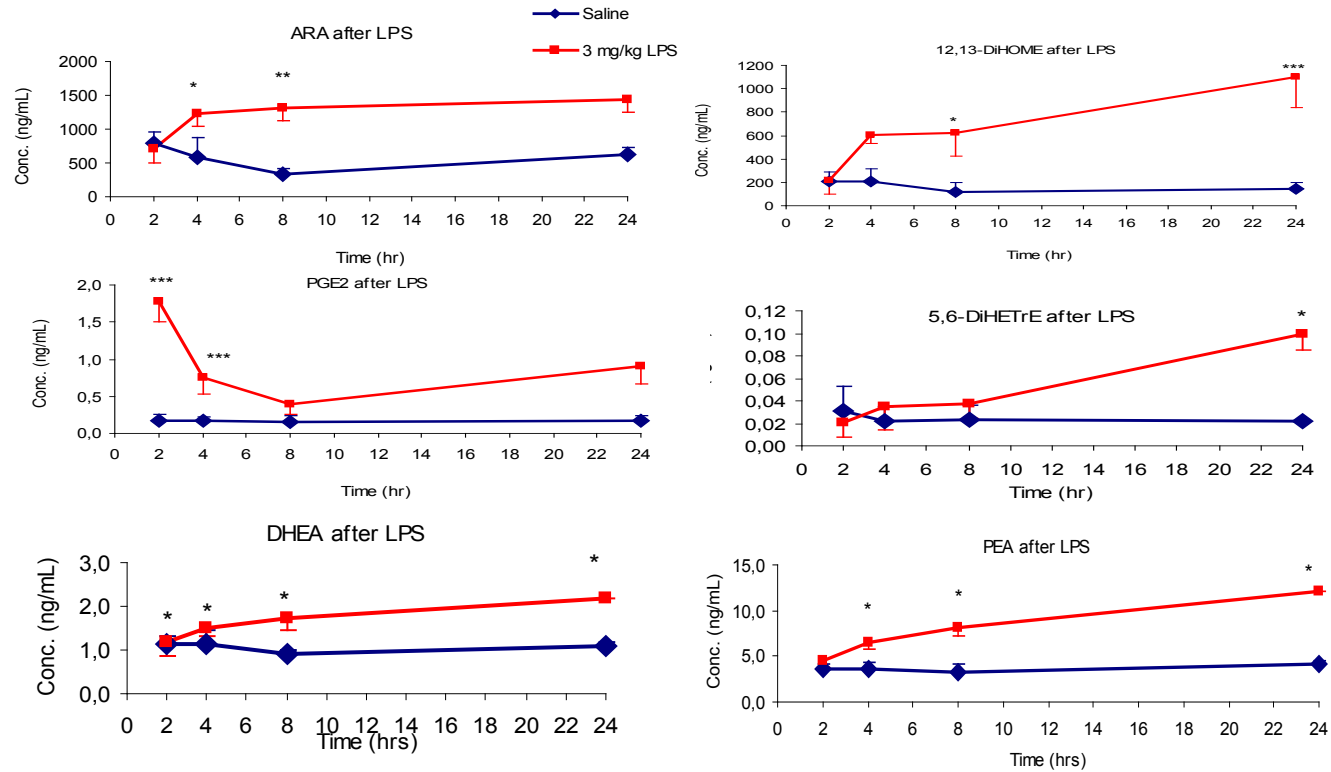 Saline
3 mg/kg LPS
ARA after LPS
Conc. (ng/mL)
2000
1500
1000
500
0
*
**
0 2 4 6 8 10 12 14 16 18 20 22 24
Time (hr)
12,13-DiHOME after LPS
Conc. (ng/mL)
1200
1000
800
600
400
200
0
*
***
0 2 4 6 8 10 12 14 16 18 20 22 24
Time (hr)
PGE2 after LPS
Conc. (ng/mL)
2,0
1,5
1,0
0,5
0,0
***
***
0 2 4 6 8 10 12 14 16 18 20 22 24
Time (hr)
5,6-DiHETrE after LPS
0,12
0,10
0,08
0,06
0,04
0,02
0,00
*
0 2 4 6 8 10 12 14 16 18 20 22 24
Time (hr)
DHEA after LPS
Conc. (ng/mL)
3,0
2,0
1,0
0,0
* * * *
0 2 4 6 8 10 12 14 16 18 20 22 24
Time (hrs)
PEA after LPS
Conc. (ng/mL)
15,0
10,0
5,0
0,0
* * *
0 2 4 6 8 10 12 14 16 18 20 22 24
Time (hrs)